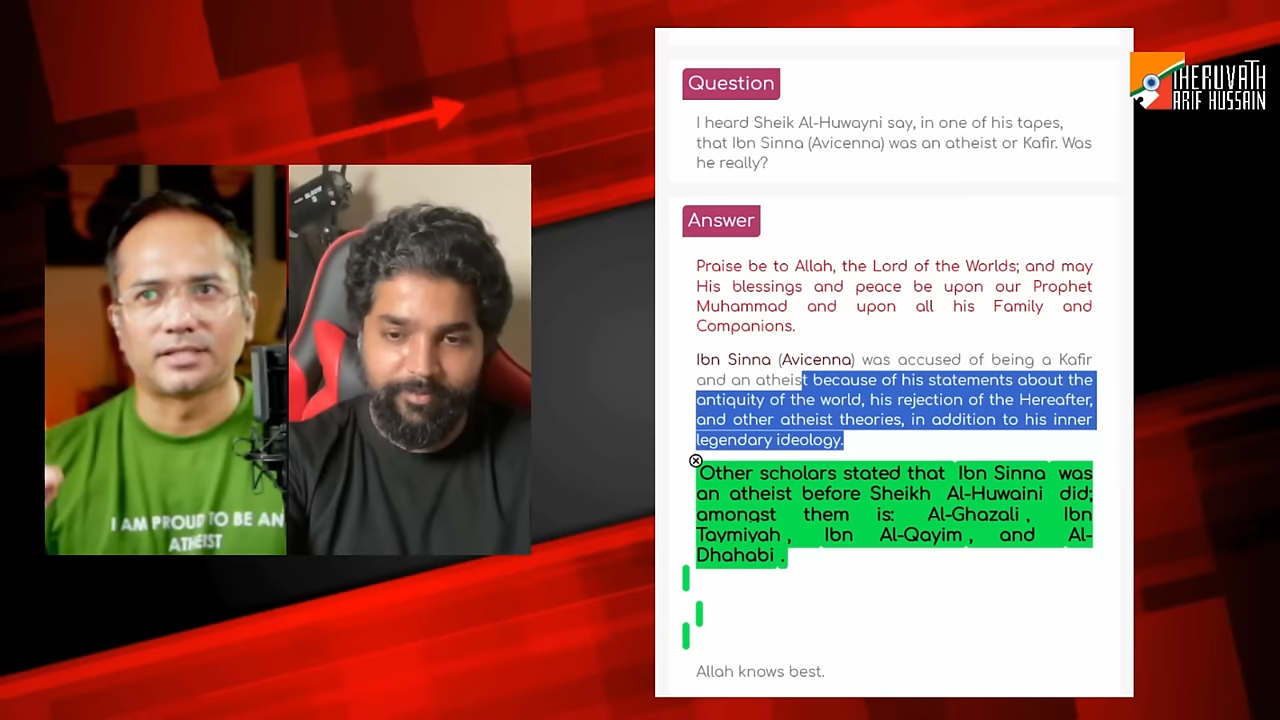 THERUVATH
ARIF HUSSAIN
Question
I heard Sheik Al-Huwayni say, in one of his tapes,
that Ibn Sinna (Avicenna) was an atheist or Kafir. Was
he really?
Answer
Praise be to Allah, the Lord of the Worlds; and may
His blessings and peace be upon our Prophet
Muhammad and upon all his Family and
Companions.
Ibn Sinna (Avicenna) was accused of being a Kafir
and an atheist because of his statements about the
antiquity of the world, his rejection of the Hereafter,
and other atheist theories, in addition to his inner
legendary ideology.
Other scholars stated that Ibn Sinna was
an atheist before Sheikh Al-Huwaini did;
amongst them is: Al-Ghazali , Ibn
Taymiyah , Ibn Al-Qayim , and Al-
Dhahabi .
Allah knows best.
I AM PROUD TO BE AN
ATHEIST